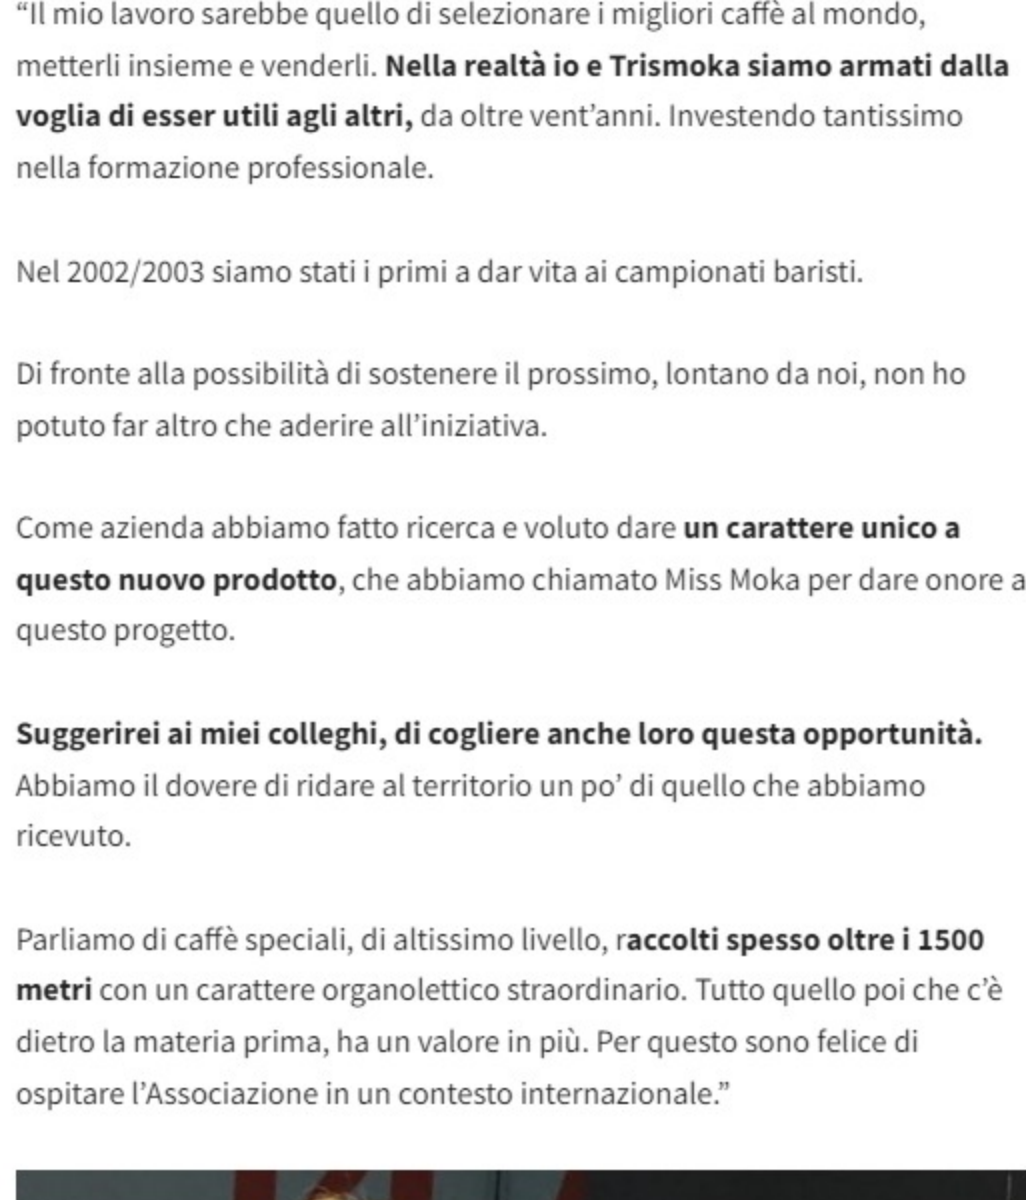 “Il mio lavoro sarebbe quello di selezionare i migliori caffè al mondo,
metterli insieme e venderli. Nella realtà io e Trismoka siamo armati dalla
voglia di esser utili agli altri, da oltre vent’anni. Investendo tantissimo
nella formazione professionale.
Nel 2002/2003 siamo stati i primi a dar vita ai campionati baristi.
Di fronte alla possibilità di sostenere il prossimo, lontano da noi, non ho
potuto far altro che aderire all’iniziativa.
Come azienda abbiamo fatto ricerca e voluto dare un carattere unico a
questo nuovo prodotto, che abbiamo chiamato Miss Moka per dare onore a
questo progetto.
Suggerirei ai miei colleghi, di cogliere anche loro questa opportunità.
Abbiamo il dovere di ridare al territorio un po’ di quello che abbiamo
ricevuto.
Parliamo di caffè speciali, di altissimo livello, raccolti spesso oltre i 1500
metri con un carattere organolettico straordinario. Tutto quello poi che c’è
dietro la materia prima, ha un valore in più. Per questo sono felice di
ospitare l’Associazione in un contesto internazionale.”